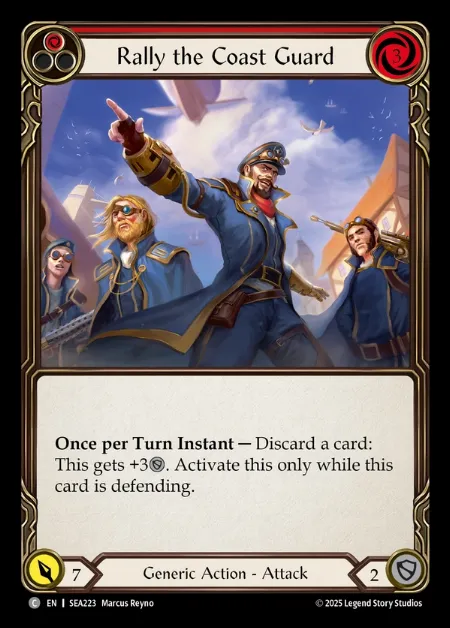 3
Rally the Coast Guard
Once per Turn Instant — Discard a card:
This gets +3. Activate this only while this
card is defending.
7
Generic Action - Attack
2
C EN | SEA223 Marcus Reyno
© 2025 Legend Story Studios